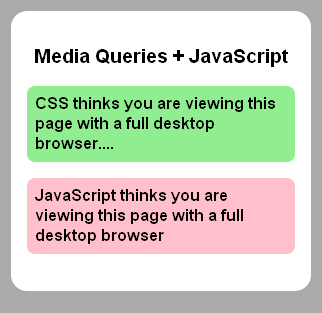 Media Queries + JavaScript
CSS thinks you are viewing this
page with a full desktop
browser....
JavaScript thinks you are
viewing this page with a full
desktop browser